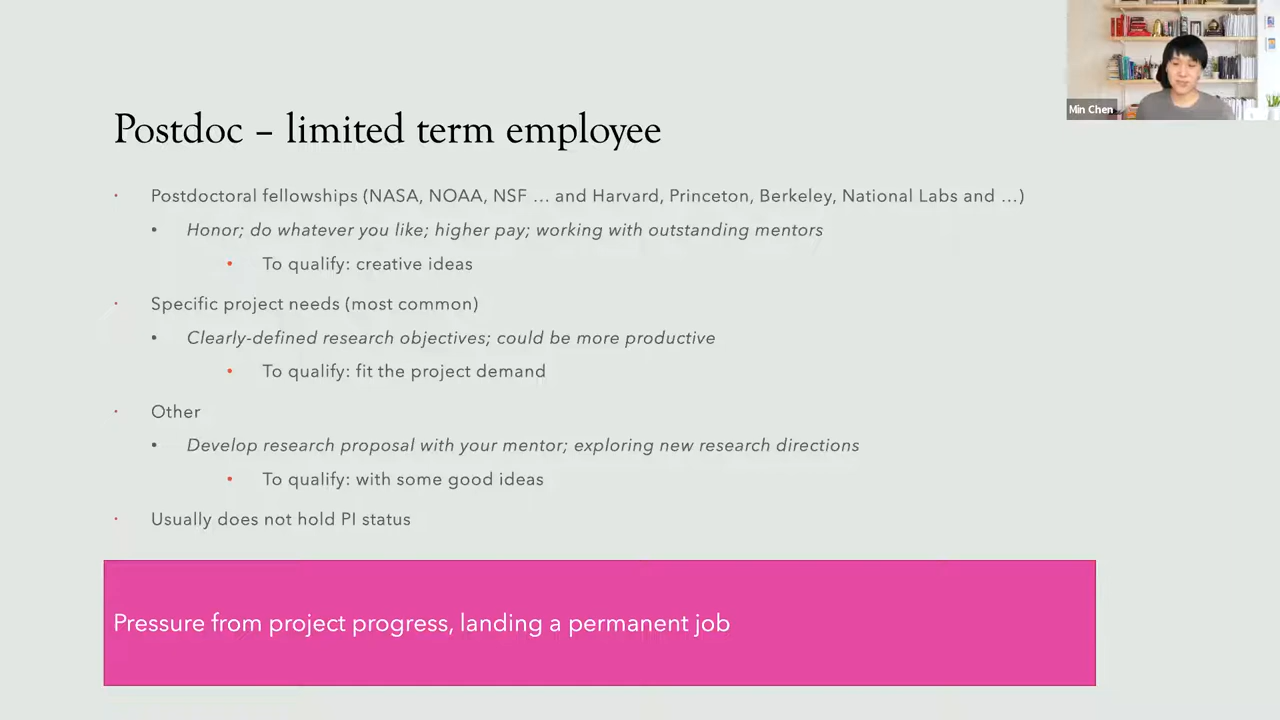 Min Chen
Postdoc – limited term employee
Postdoctoral fellowships (NASA, NOAA, NSF … and Harvard, Princeton, Berkeley, National Labs and …)
Honor; do whatever you like; higher pay; working with outstanding mentors
To qualify: creative ideas
Specific project needs (most common)
Clearly-defined research objectives; could be more productive
To qualify: fit the project demand
Other
Develop research proposal with your mentor; exploring new research directions
To qualify: with some good ideas
Usually does not hold PI status
Pressure from project progress, landing a permanent job